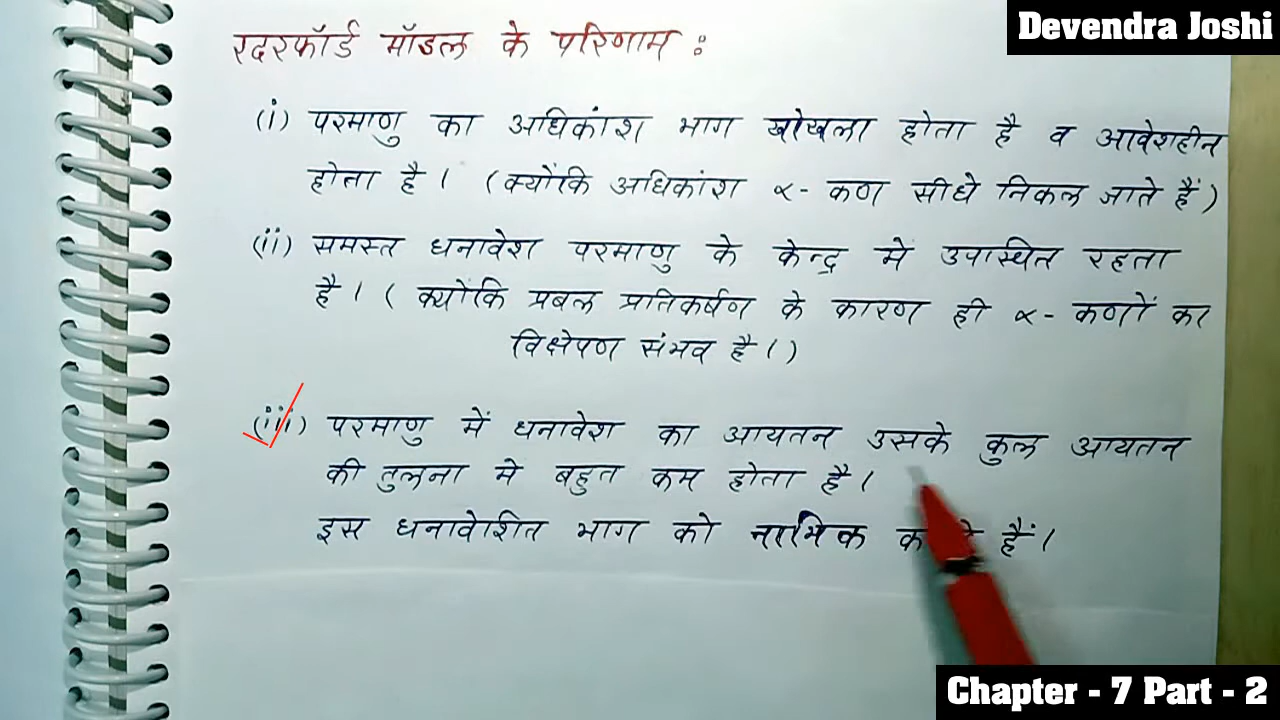 Devendra Joshi
रदरफॉर्ड मॉडल के परिणाम :
(i) परमाणु का अधिकांश भाग खोखला होता है व आवेशहीन
होता है। (क्योंकि अधिकांश α- कण सीधे निकल जाते हैं)
(ii) समस्त धनावेश परमाणु के केन्द्र में उपास्थित रहता
है। ( क्योंकि प्रबल प्रतिकर्षण के कारण ही α- कणों का
विक्षेपण संभव है।)
(iii) परमाणु में धनावेश का आयतन उसके कुल आयतन
की तुलना मे बहुत कम होता है।
इस धनावेशित भाग को नाभिक हैं।
Chapter - 7 Part - 2